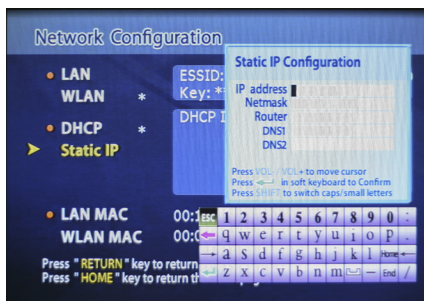 Network Configuration
LAN
WLAN *
ESSID:
Key: *
DHCP *
DHCP I
Static IP
Static IP Configuration
IP address
Netmask
Router
DNS1
DNS2
Press VOL-/VOL+ to move cursor
Press in soft keyboard to Confirm
Press SHIFT to switch caps/small letters
LAN MAC 00:1
WLAN MAC 00:0
ESC 1 2 3 4 5 6 7 8 9 0 :
q w e r t y u i o p .
a s d f g h j k l Home
z x c v b n m — End /
Press "RETURN" key to return
Press "HOME" key to return th